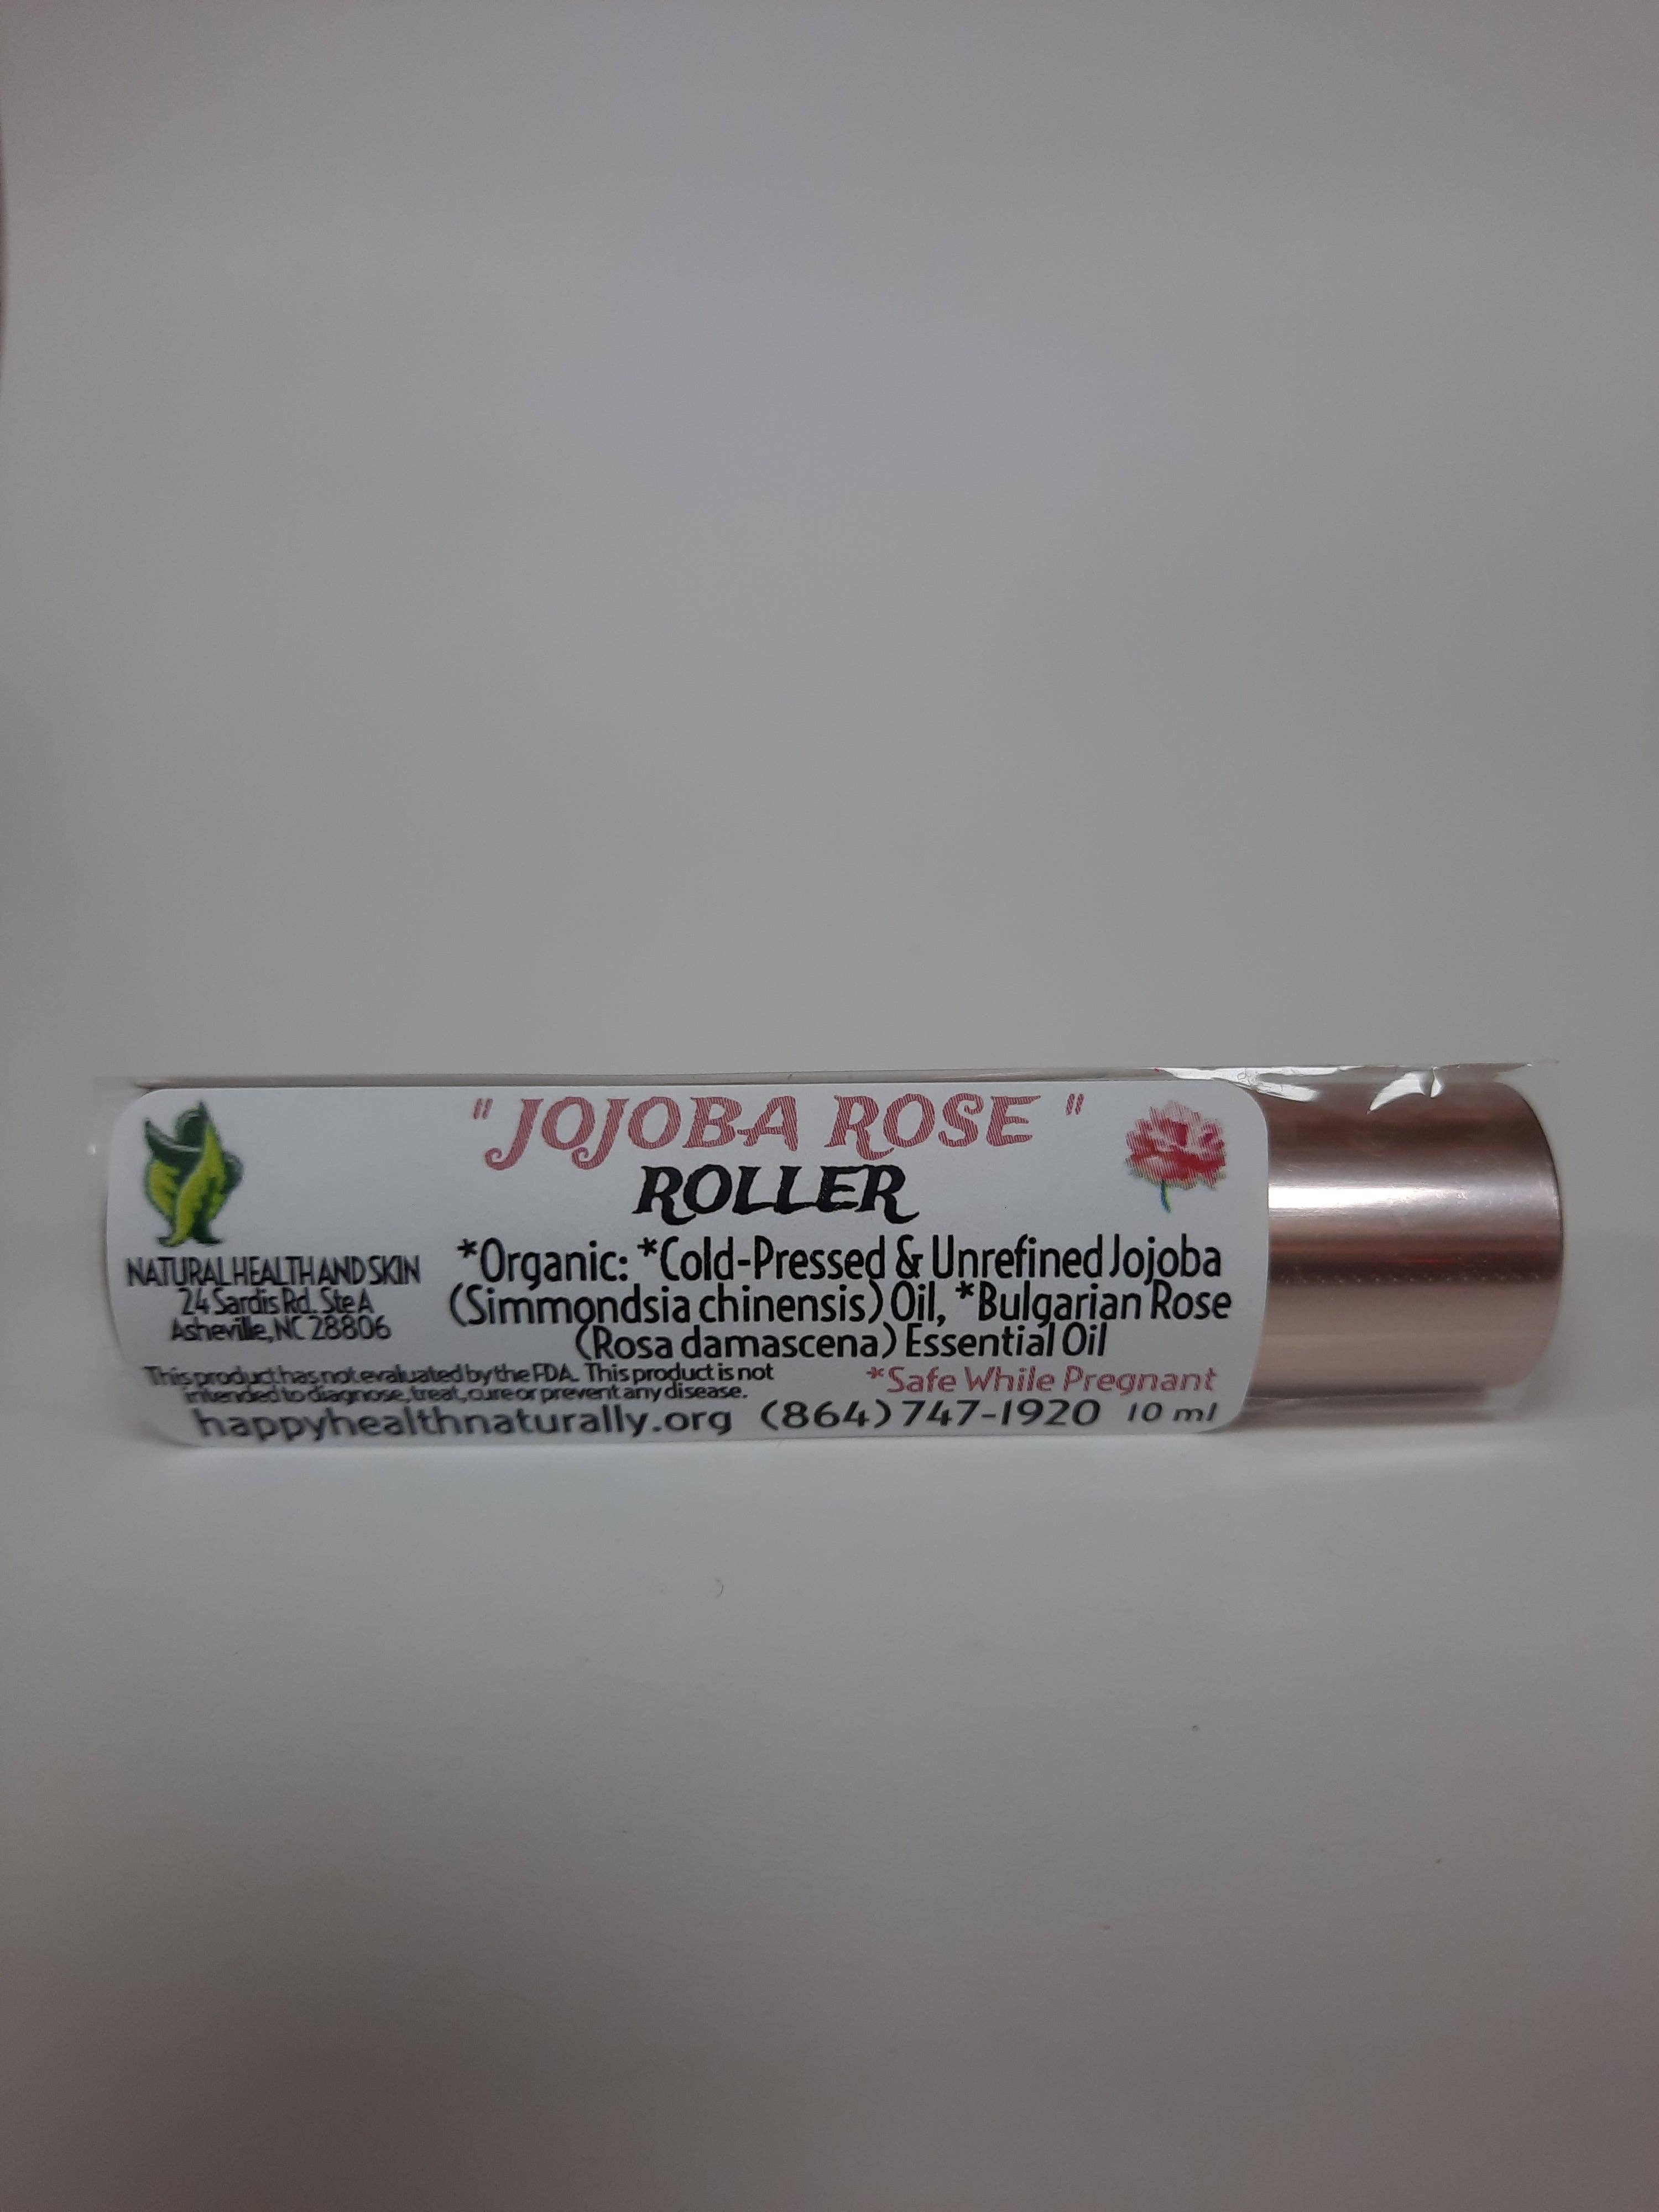 "JOJOBA ROSE"
ROLLER
NATURAL HEALTH AND SKIN
24 Sardis Rd. Ste A
Asheville, NC 28806
*Organic: *Cold-Pressed & Unrefined Jojoba
(Simmondsia chinensis) Oil, *Bulgarian Rose
(Rosa damascena) Essential Oil
This product has not evaluated by the FDA. This product is not
intended to diagnose, treat, cure or prevent any disease.
*Safe While Pregnant
happyhealthnaturally.org (864) 747-1920 10 ml